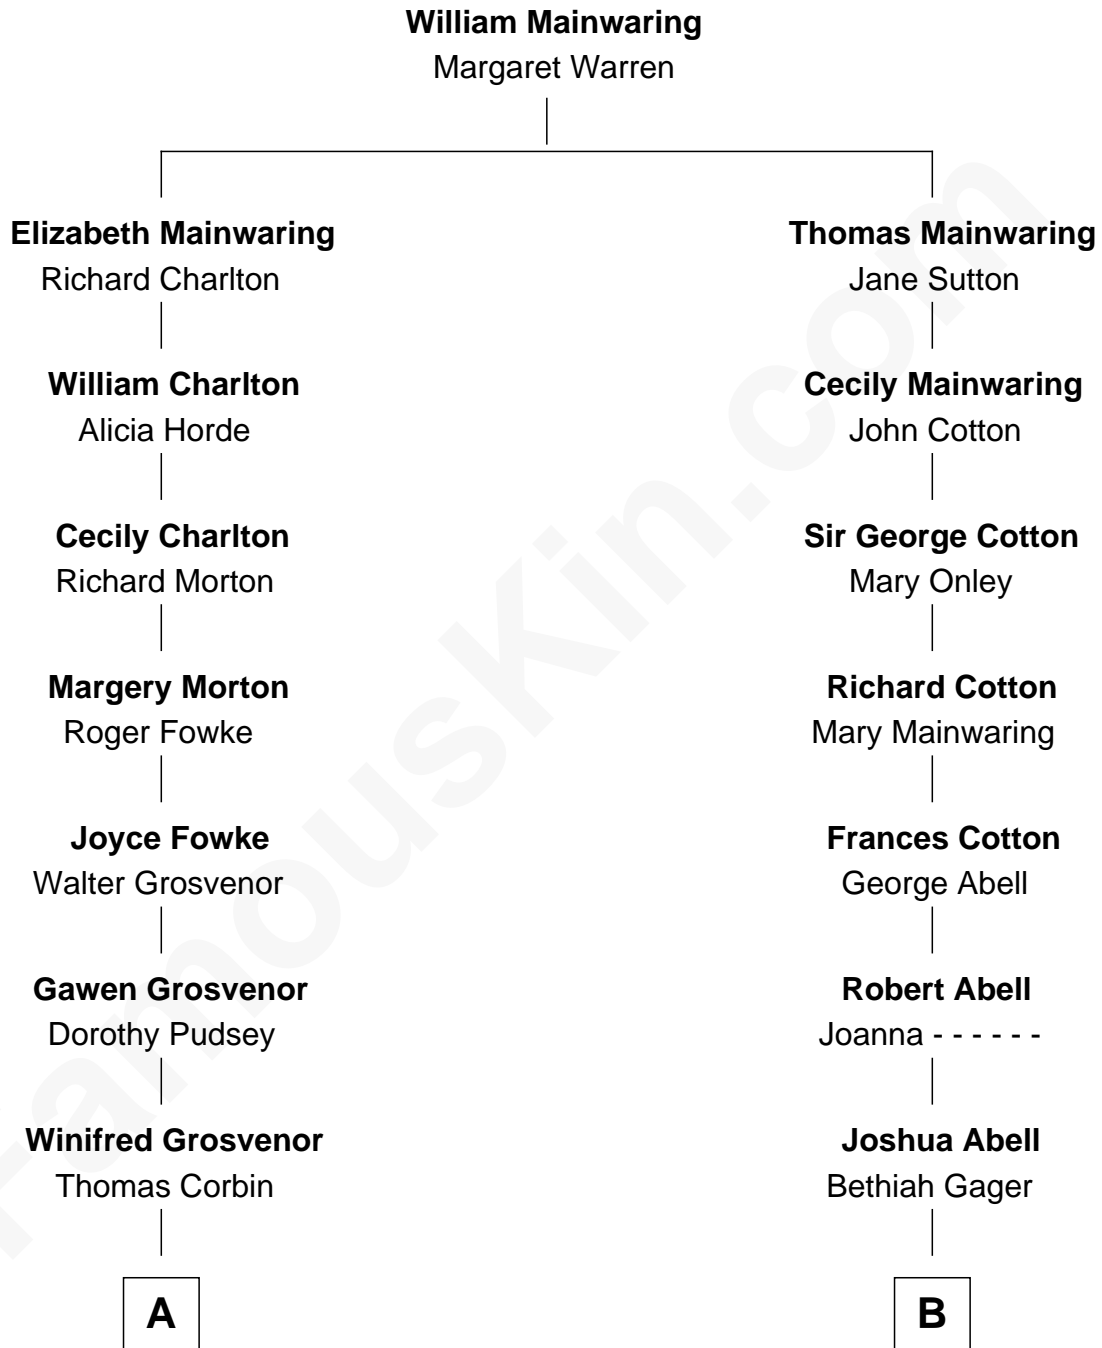 William Mainwaring
Margaret Warren
Elizabeth Mainwaring
Richard Charlton
William Charlton
Alicia Horde
Cecily Charlton
Richard Morton
Margery Morton
Roger Fowke
Joyce Fowke
Walter Grosvenor
Gawen Grosvenor
Dorothy Pudsey
Winifred Grosvenor
Thomas Corbin
A
Thomas Mainwaring
Jane Sutton
Cecily Mainwaring
John Cotton
Sir George Cotton
Mary Onley
Richard Cotton
Mary Mainwaring
Frances Cotton
George Abell
Robert Abell
Joanna - - - - - -
Joshua Abell
Bethiah Gager
B
FamousKin.com